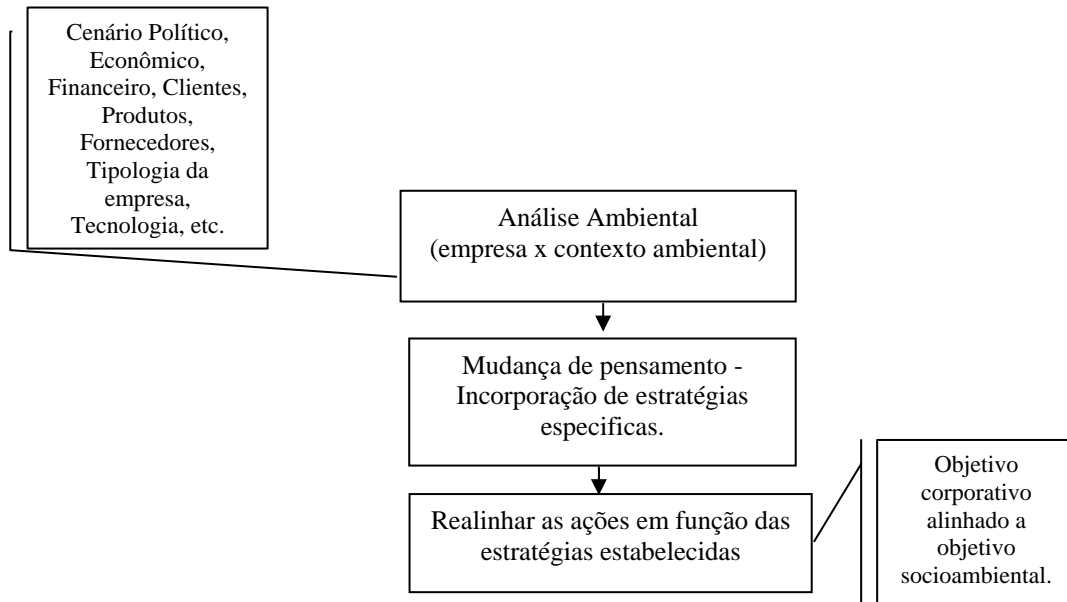 Cenário Político,
Econômico,
Financeiro, Clientes,
Produtos,
Fornecedores,
Tipologia da
empresa,
Tecnologia, etc.
Análise Ambiental
(empresa x contexto ambiental)
Mudança de pensamento -
Incorporação de estratégias
especificas.
Realinhar as ações em função das
estratégias estabelecidas
Objetivo
corporativo
alinhado a
objetivo
socioambiental.